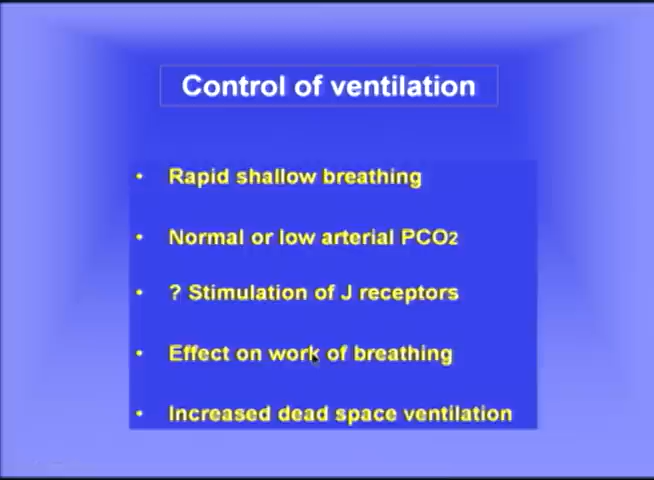 Control of ventilation
• Rapid shallow breathing
• Normal or low arterial PCO2
• ? Stimulation of J receptors
• Effect on work of breathing
• Increased dead space ventilation